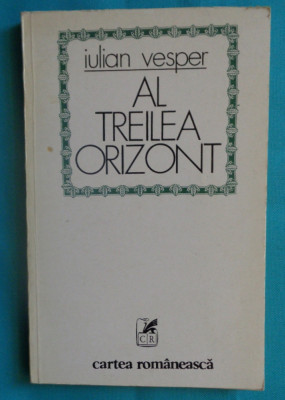 iulian vesper
AL
TREILEA
ORIZONT
CR
cartea românească